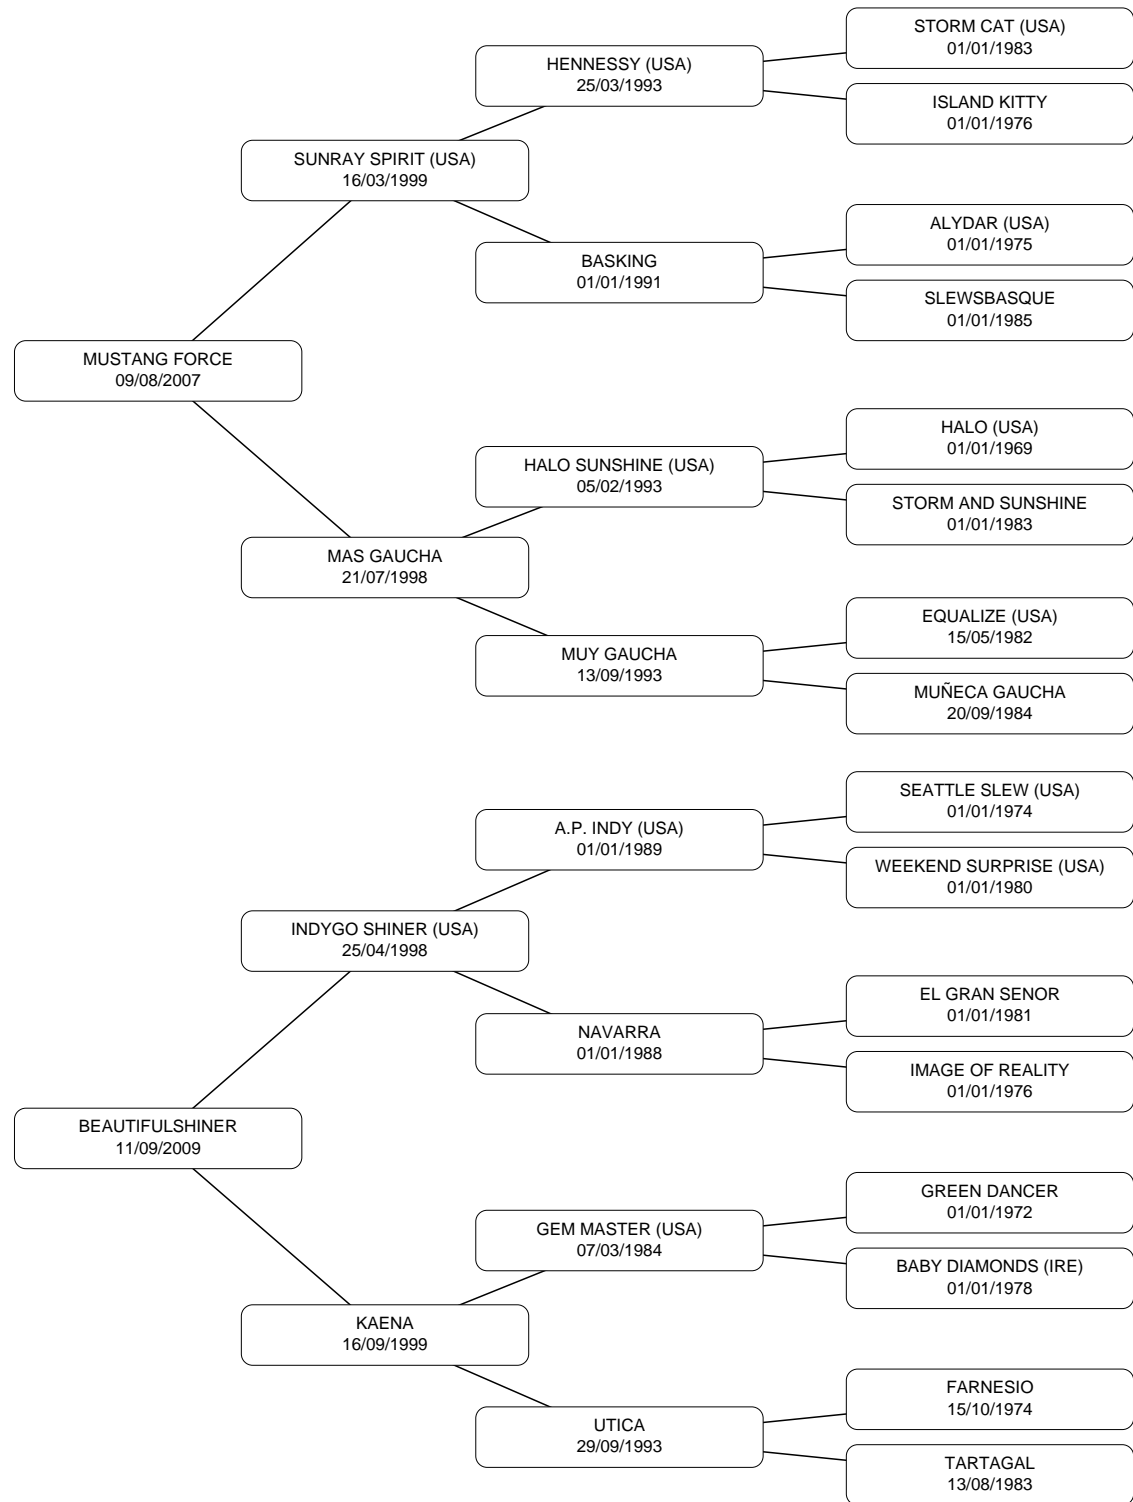 STORM CAT (USA)
01/01/1983
HENNESSY (USA)
25/03/1993
ISLAND KITTY
01/01/1976
SUNRAY SPIRIT (USA)
16/03/1999
ALYDAR (USA)
01/01/1975
BASKING
01/01/1991
SLEWSBASQUE
01/01/1985
MUSTANG FORCE
09/08/2007
HALO (USA)
01/01/1969
HALO SUNSHINE (USA)
05/02/1993
STORM AND SUNSHINE
01/01/1983
MAS GAUCHA
21/07/1998
EQUALIZE (USA)
15/05/1982
MUY GAUCHA
13/09/1993
MUÑECA GAUCHA
20/09/1984
SEATTLE SLEW (USA)
01/01/1974
A.P. INDY (USA)
01/01/1989
WEEKEND SURPRISE (USA)
01/01/1980
INDYGO SHINER (USA)
25/04/1998
EL GRAN SENOR
01/01/1981
NAVARRA
01/01/1988
IMAGE OF REALITY
01/01/1976
BEAUTIFULSHINER
11/09/2009
GREEN DANCER
01/01/1972
GEM MASTER (USA)
07/03/1984
BABY DIAMONDS (IRE)
01/01/1978
KAENA
16/09/1999
FARNESIO
15/10/1974
UTICA
29/09/1993
TARTAGAL
13/08/1983